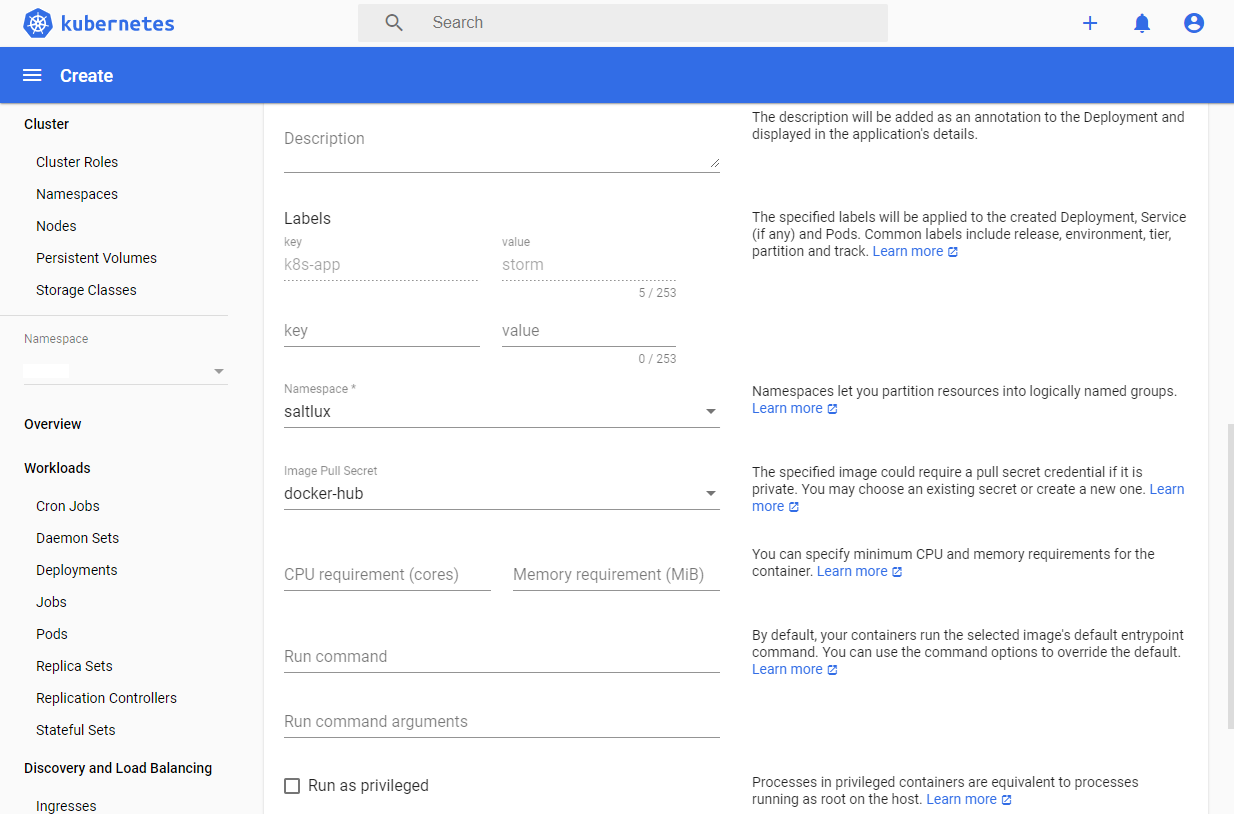 kubernetes
Search
Create
Cluster
Cluster Roles
Namespaces
Nodes
Persistent Volumes
Storage Classes
Namespace
Overview
Workloads
Cron Jobs
Daemon Sets
Deployments
Jobs
Pods
Replica Sets
Replication Controllers
Stateful Sets
Discovery and Load Balancing
Ingresses
Description
The description will be added as an annotation to the Deployment and
displayed in the application's details.
Labels
key
value
k8s-app
storm
5 / 253
key
value
0 / 253
The specified labels will be applied to the created Deployment, Service
(if any) and Pods. Common labels include release, environment, tier,
partition and track. Learn more
Namespace *
saltlux
Namespaces let you partition resources into logically named groups.
Learn more
Image Pull Secret
docker-hub
The specified image could require a pull secret credential if it is
private. You may choose an existing secret or create a new one. Learn
more
CPU requirement (cores)
Memory requirement (MiB)
You can specify minimum CPU and memory requirements for the
container. Learn more
Run command
By default, your containers run the selected image's default entrypoint
command. You can use the command options to override the default.
Learn more
Run command arguments
Run as privileged
Processes in privileged containers are equivalent to processes
running as root on the host. Learn more